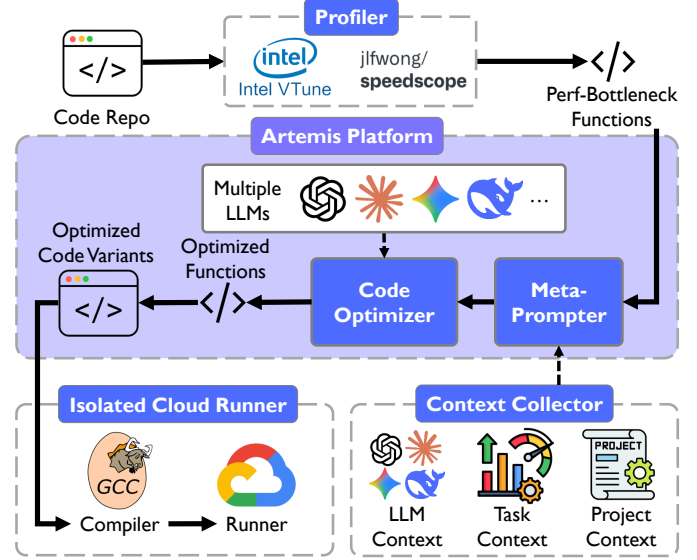 Profiler
</>
Code Repo
intel
Intel VTune
jlfwong/
speedscope
</>
Perf-Bottleneck
Functions
Artemis Platform
Multiple
LLMs
...
Optimized
Code Variants
</>
Optimized
Functions
</>
Code
Optimizer
Meta-
Prompter
Isolated Cloud Runner
GCC
Compiler
Runner
Context Collector
LLM
Context
Task
Context
PROJECT
Project
Context